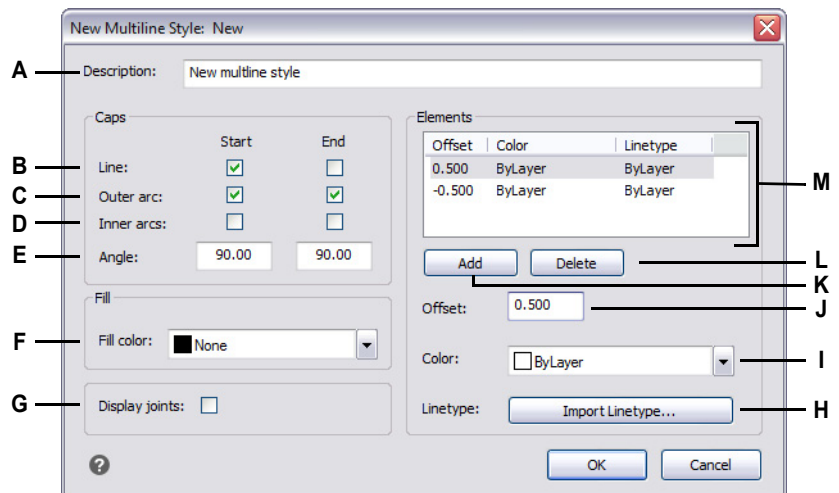 New Multiline Style: New
A Description: New multline style
Caps
Start End
B Line:
C Outer arc:
D Inner arcs:
E Angle: 90.00 90.00
Fill
F Fill color: None
G Display joints:
Elements
Offset Color Linetype
0.500 ByLayer ByLayer
-0.500 ByLayer ByLayer
M
Add Delete L
K
Offset: 0.500 J
Color: ByLayer I
Linetype: Import Linetype... H
? OK Cancel